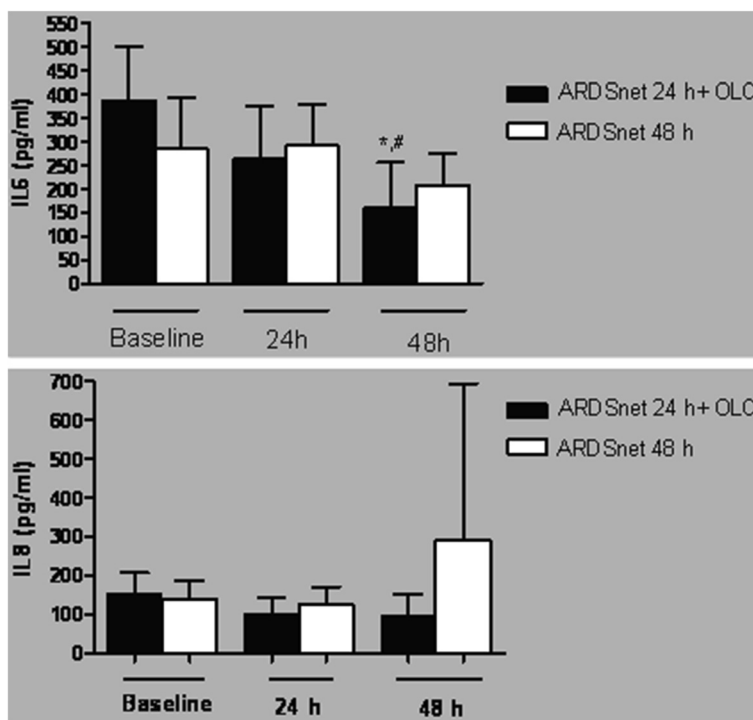 550
500
450
400
350
300
250
200
150
100
50
0
IL6 (pg/ml)
*,#
ARDSnet 24 h+ OLC
ARDSnet 48 h
Baseline 24h 48h
700
600
500
400
300
200
100
0
IL8 (pg/ml)
ARDSnet 24 h+ OLC
ARDSnet 48 h
Baseline 24 h 48 h